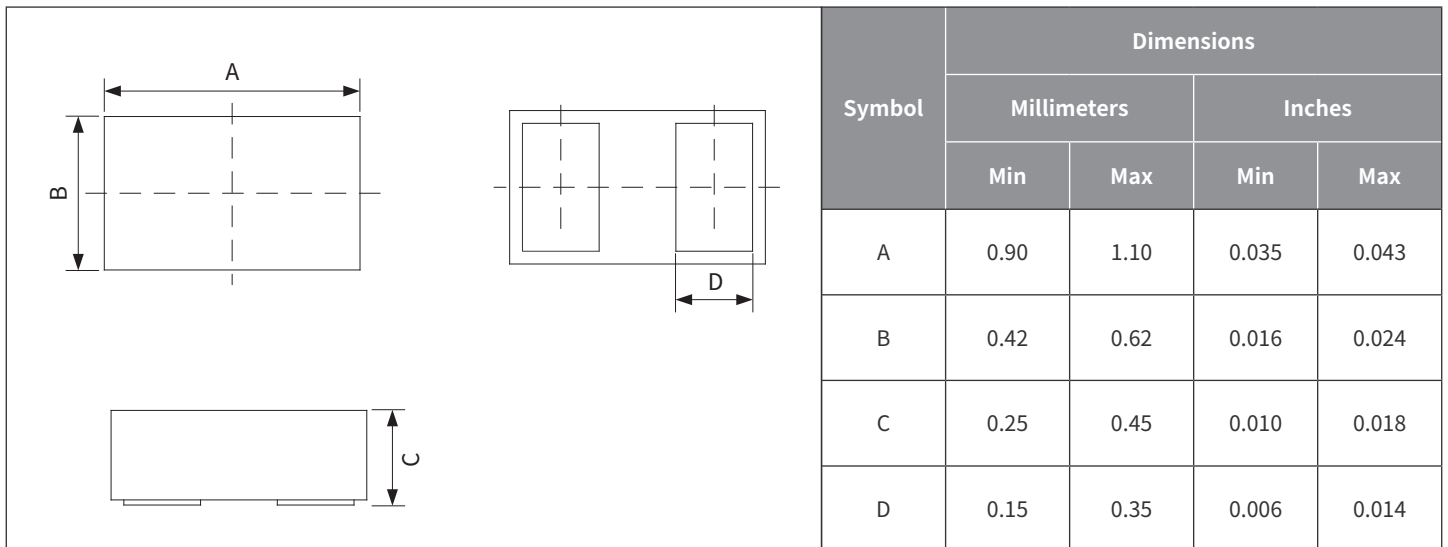 A
B
D
C
Symbol Dimensions
Millimeters Inches
Min Max Min Max
A 0.90 1.10 0.035 0.043
B 0.42 0.62 0.016 0.024
C 0.25 0.45 0.010 0.018
D 0.15 0.35 0.006 0.014